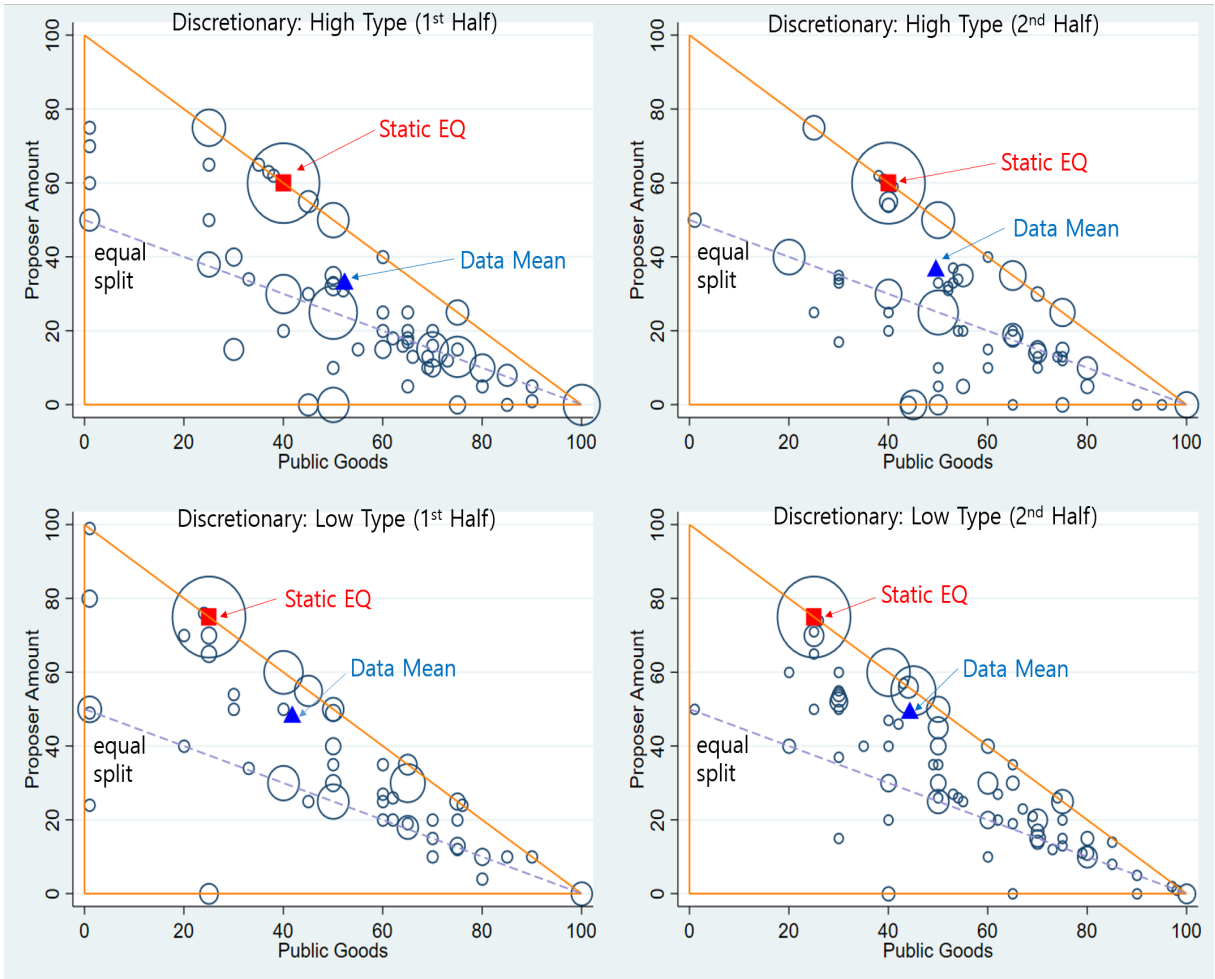 Discretionary: High Type (1st Half)
100
80
60
40
20
0
Proposer Amount
Static EQ
Data Mean
equal
split
0 20 40 60 80 100
Public Goods
Discretionary: High Type (2nd Half)
100
80
60
40
20
0
Proposer Amount
Static EQ
Data Mean
equal
split
0 20 40 60 80 100
Public Goods
Discretionary: Low Type (1st Half)
100
80
60
40
20
0
Proposer Amount
Static EQ
Data Mean
equal
split
0 20 40 60 80 100
Public Goods
Discretionary: Low Type (2nd Half)
100
80
60
40
20
0
Proposer Amount
Static EQ
Data Mean
equal
split
0 20 40 60 80 100
Public Goods